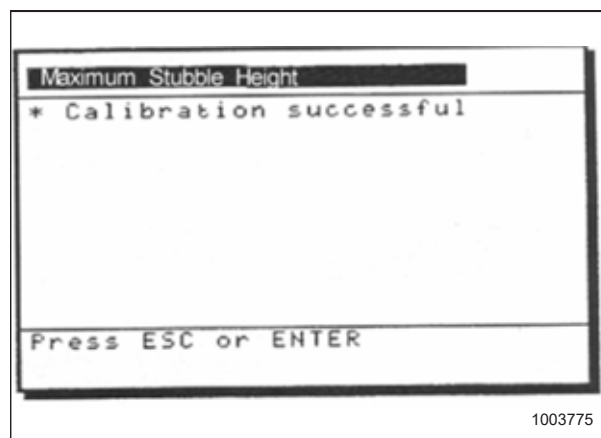 Maximum Stubble Height
* Calibration successful
Press ESC or ENTER
1003775